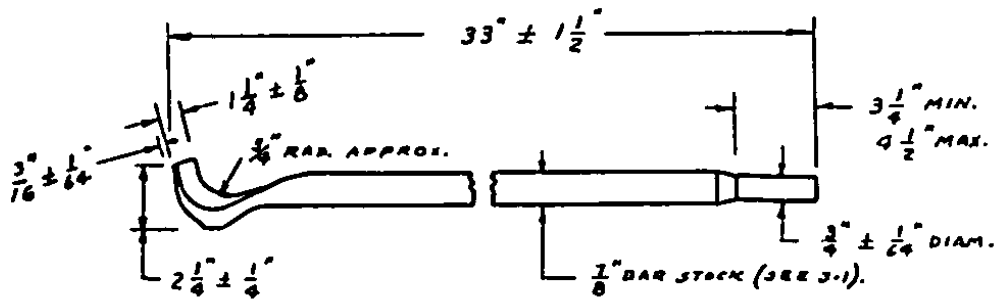 33" ± 1 1/2"
1 1/4" ± 1/8"
3 1/4" MIN.
4 1/2" MAX.
3/16" ± 1/64"
RAD. APPROX.
3/4" ± 1/64" DIAM.
2 1/4" ± 1/4"
7/8" BAR STOCK (SEE 3.1).